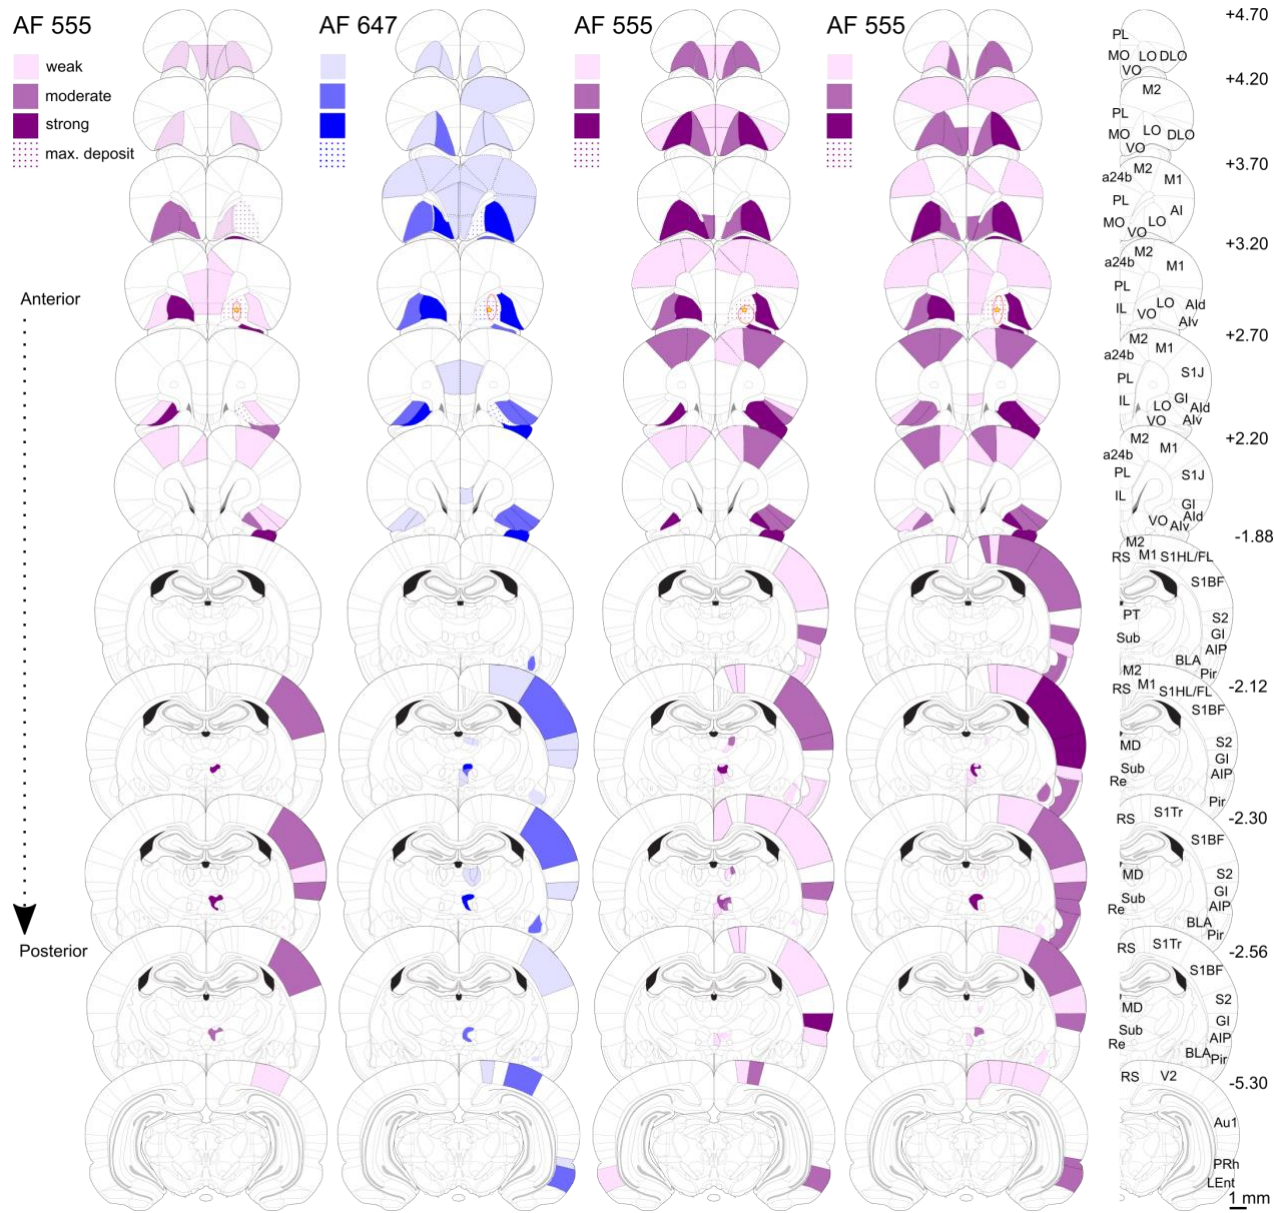 AF 555
AF 647
AF 555
AF 555
weak
moderate
strong
max. deposit
Anterior
Posterior
+4.70
PL
MO LO DLO
VO
+4.20
M2
PL
MO LO DLO
VO
+3.70
M2
a24b M1
PL
AI
MO LO
VO
+3.20
M2
a24b M1
PL
LO AId
IL VO
AIv
+2.70
M2
M1
a24b
S1J
PL
GI
IL LO AId
VO AIv
+2.20
M2
M1
a24b
PL S1J
IL
GI
AId
VO AIv
-1.88
M2
RS M1 S1HL/FL
S1BF
PT S2
Sub GI
AIP
BLA
Pir
-2.12
M2
RS M1 S1HL/FL
S1BF
MD S2
GI
Sub AIP
Re
Pir
-2.30
RS S1Tr
S1BF
MD S2
GI
Sub AIP
Re
BLA
Pir
-2.56
RS S1Tr
S1BF
S2
MD
GI
Sub AIP
Re
BLA Pir
-5.30
RS V2
Au1
PRh
LEnt
1 mm